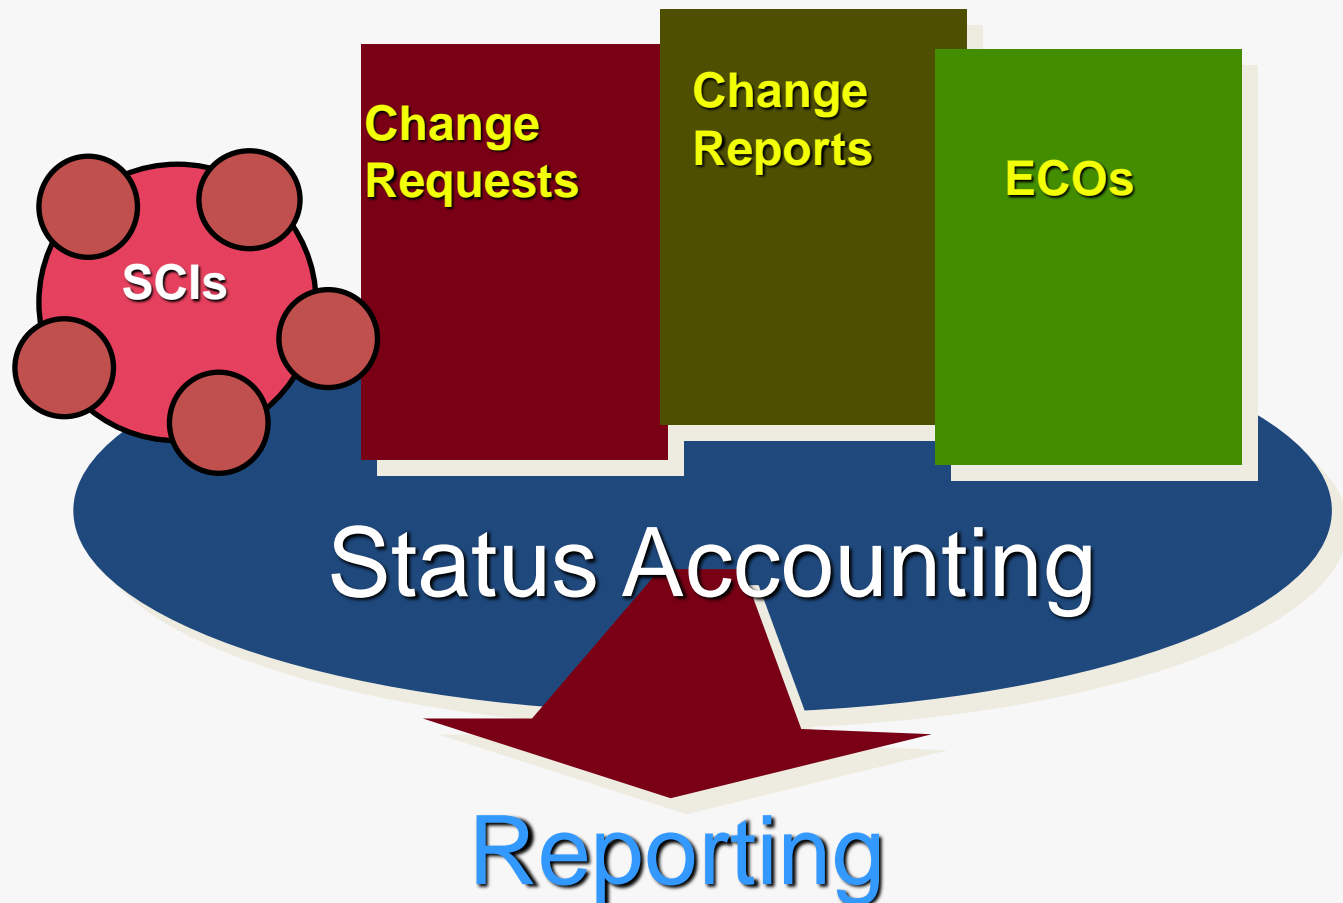 Change
Requests
Change
Reports
ECOs
SCIs
Status Accounting
Reporting